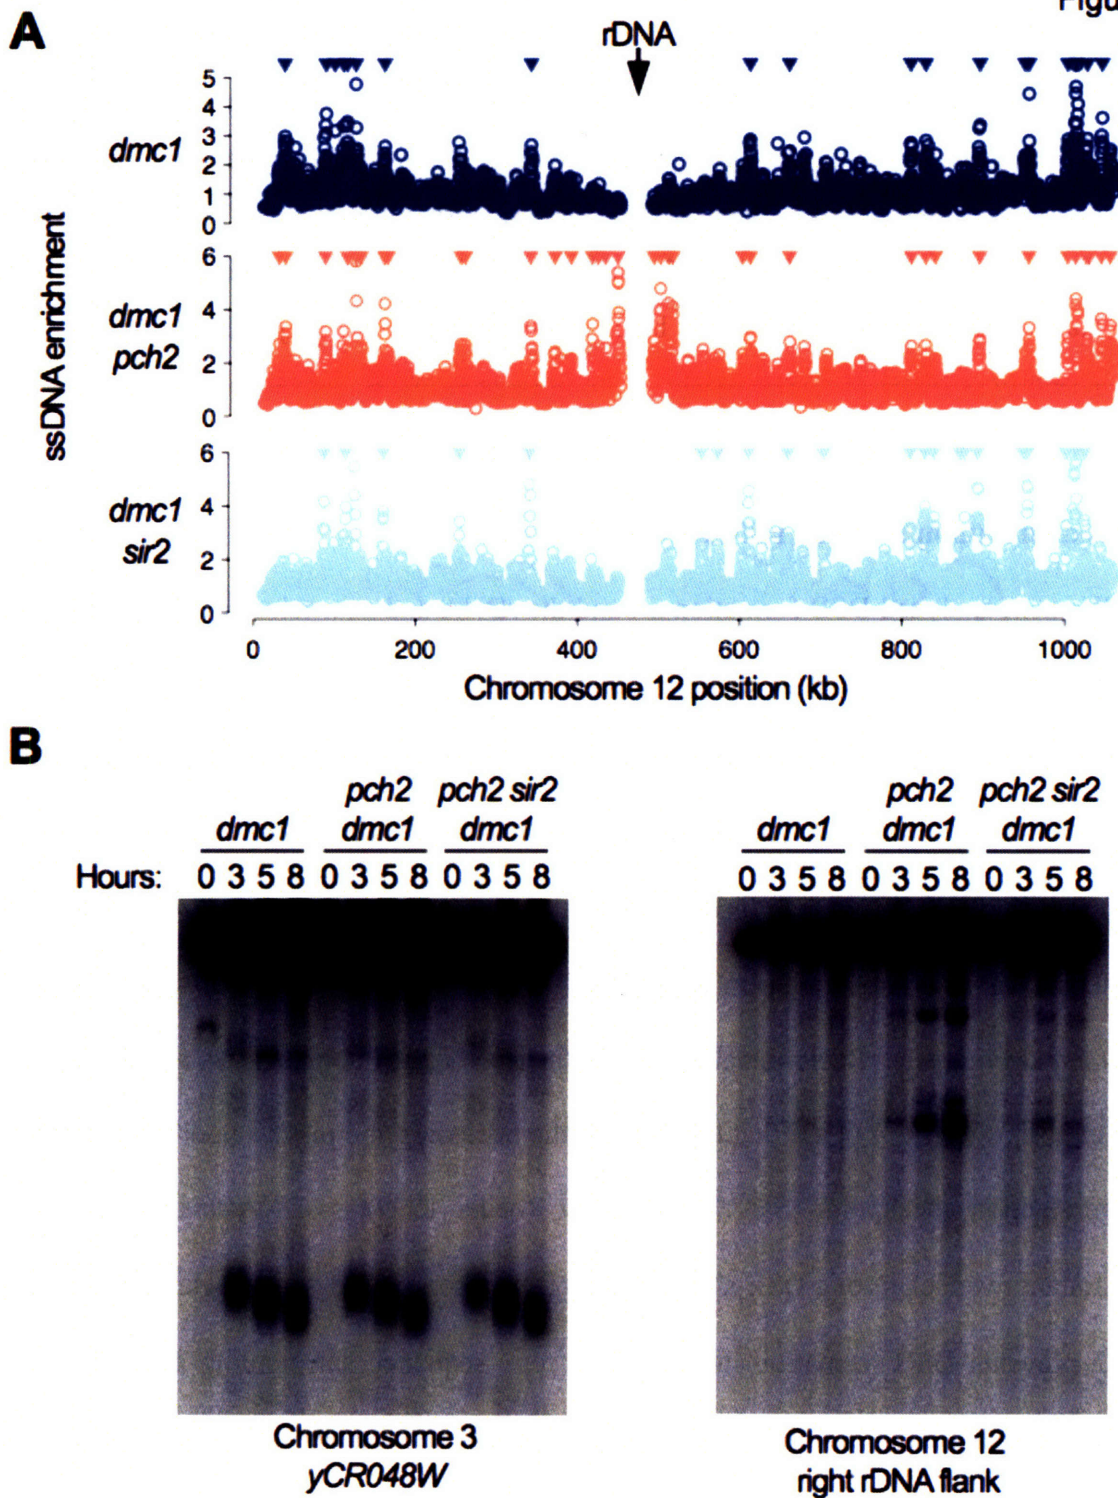 Figu
A
rDNA
ssDNA enrichment
dmc1
5
4
3
2
1
0
dmc1
pch2
6
4
2
0
dmc1
sir2
6
4
2
0
0 200 400 600 800 1000
Chromosome 12 position (kb)
B
pch2 pch2 sir2
dmc1 dmc1 dmc1
Hours: 0 3 5 8 0 3 5 8 0 3 5 8
Chromosome 3
yCR048W
pch2 pch2 sir2
dmc1 dmc1 dmc1
0 3 5 8 0 3 5 8 0 3 5 8
Chromosome 12
right rDNA flank